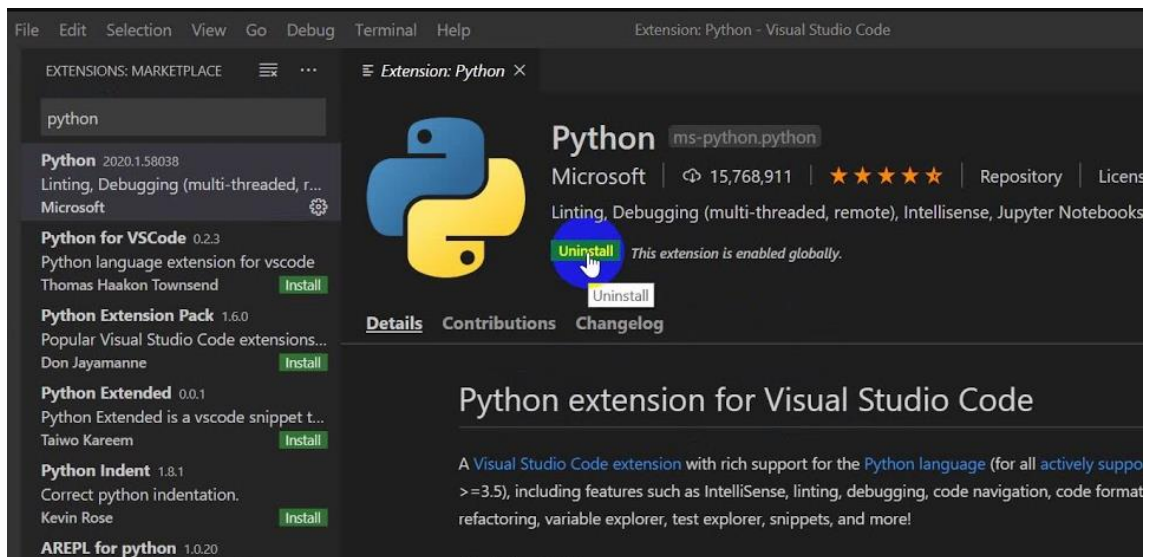 File Edit Selection View Go Debug Terminal Help Extension: Python - Visual Studio Code
EXTENSIONS: MARKETPLACE
python
Python 2020.1.58038
Linting, Debugging (multi-threaded, r...
Microsoft
Python for VSCode 0.2.3
Python language extension for vscode
Thomas Haakon Townsend Install
Python Extension Pack 1.6.0
Popular Visual Studio Code extensions...
Don Jayamanne Install
Python Extended 0.0.1
Python Extended is a vscode snippet t...
Taiwo Kareem Install
Python Indent 1.8.1
Correct python indentation.
Kevin Rose Install
AREPL for python 1.0.20
Extension: Python ×
Python ms-python.python
Microsoft 15,768,911 Repository Licens
Linting, Debugging (multi-threaded, remote), Intellisense, Jupyter Notebooks
Uninstall This extension is enabled globally.
Uninstall
Details Contributions Changelog
Python extension for Visual Studio Code
A Visual Studio Code extension with rich support for the Python language (for all actively suppo
>=3.5), including features such as IntelliSense, linting, debugging, code navigation, code format
refactoring, variable explorer, test explorer, snippets, and more!